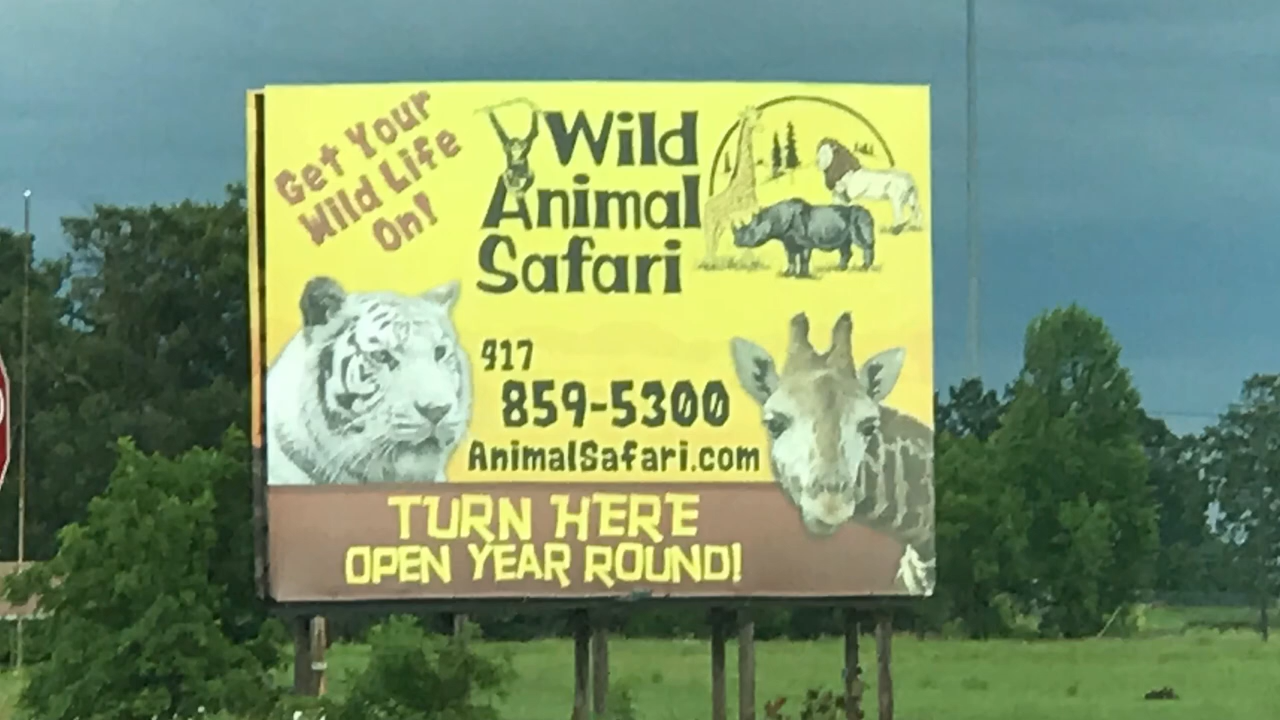 Get Your
Wild Life
On!
Wild
Animal
Safari
417
859-5300
AnimalSafari.com
TURN HERE
OPEN YEAR ROUND!